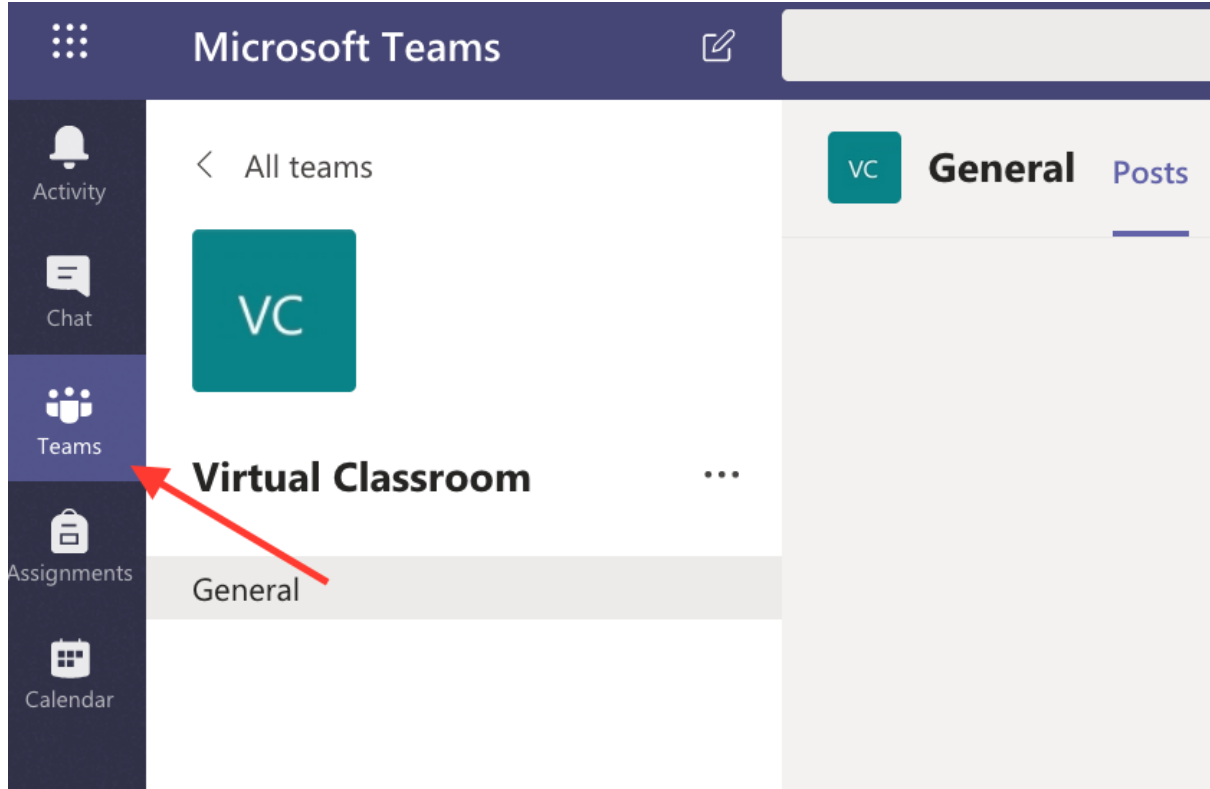 Microsoft Teams
Activity
Chat
Teams
Assignments
Calendar
All teams
VC
Virtual Classroom
General
VC
General
Posts